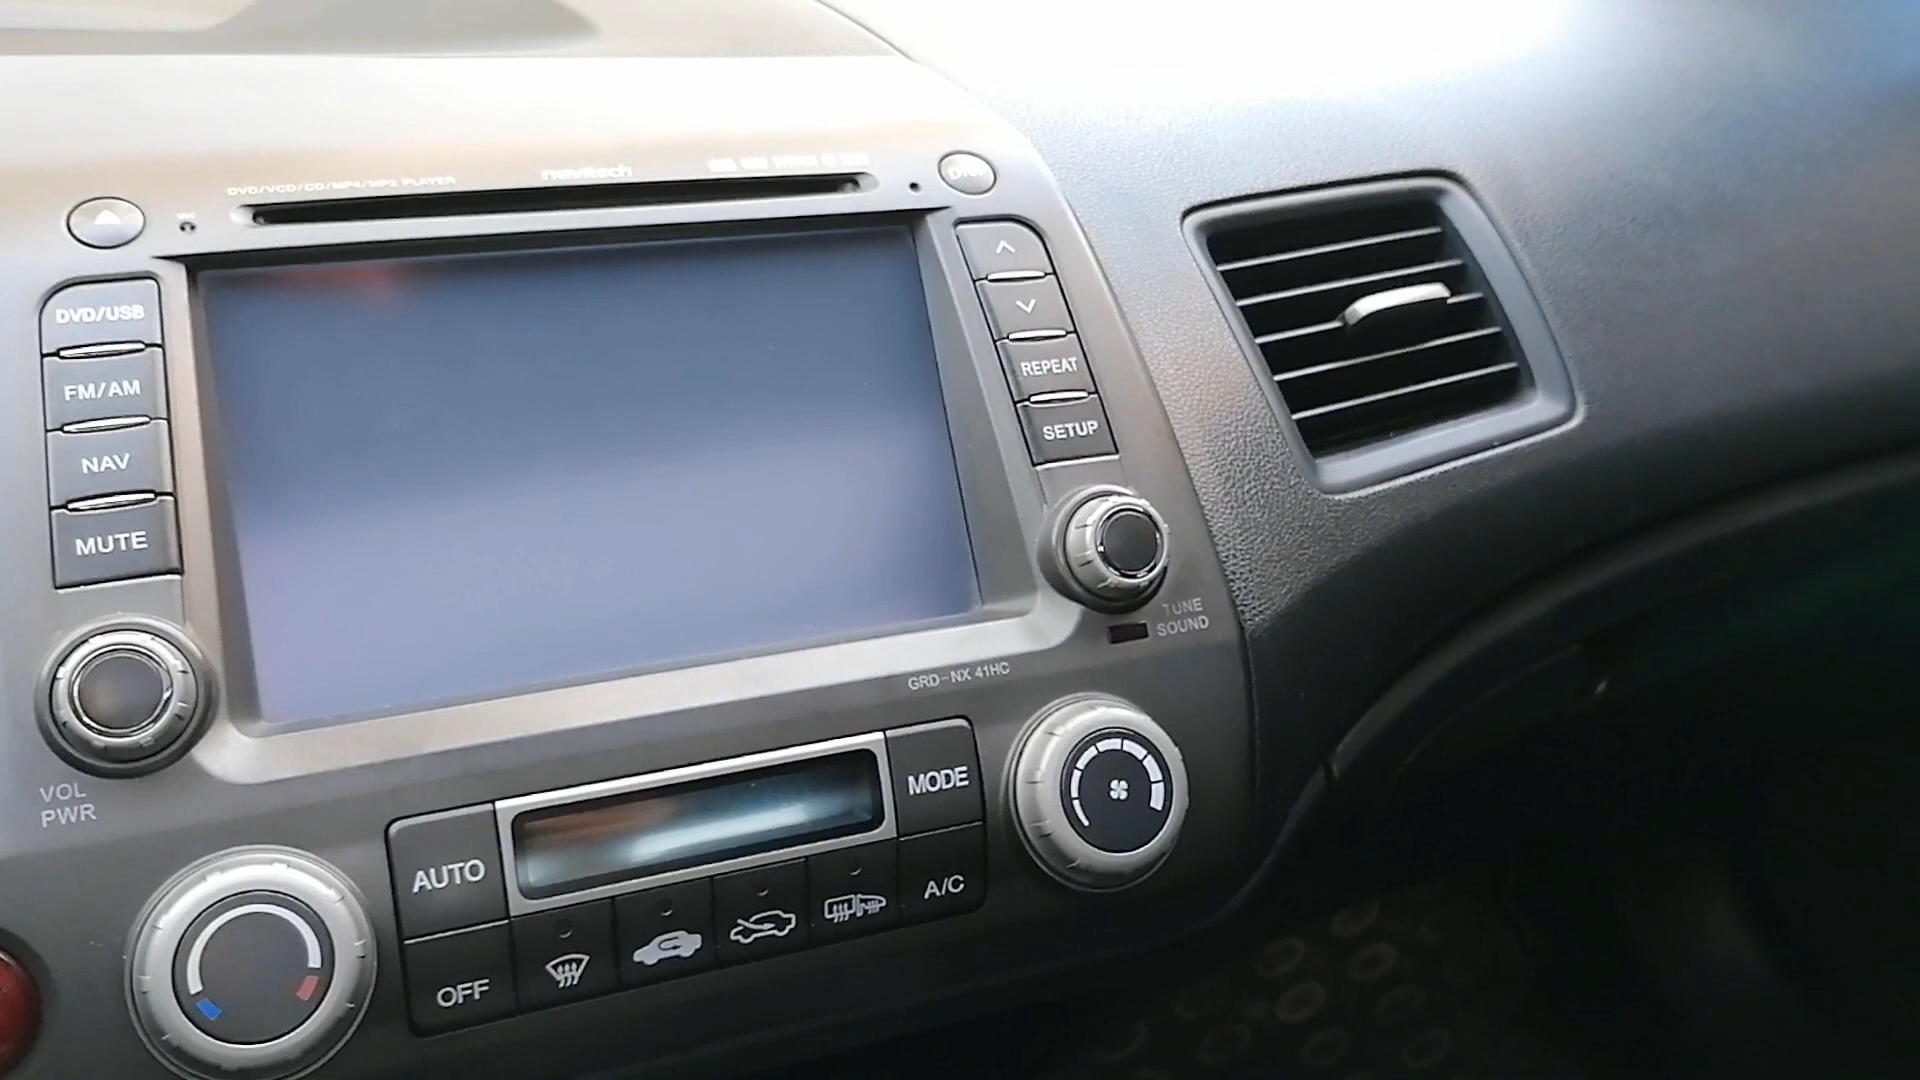 DVD/VCD/CD/MP4/MP3 PLAYER
navitech
DVD/USB
FM/AM
NAV
MUTE
REPEAT
SETUP
TUNE
SOUND
GRD-NX 41HC
VOL
PWR
AUTO
MODE
OFF
A/C